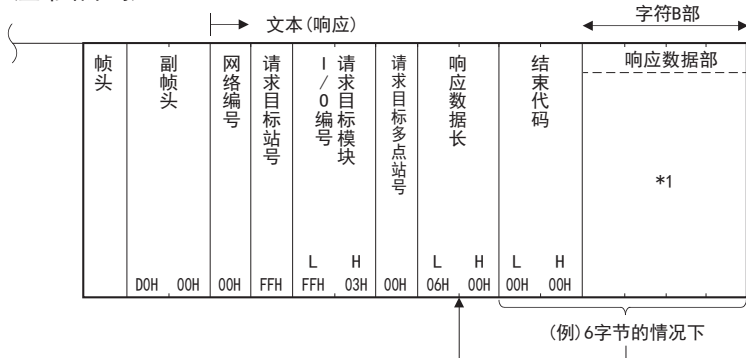 文本(响应)
字符B部
帧头
副帧头
网络编号
请求目标站号
请求目标模块
I/O编号
请求目标多点站号
响应数据长
结束代码
响应数据部
*1
L H L H L H
D0H 00H 00H FFH FFH 03H 00H 06H 00H 00H 00H
(例)6字节的情况下